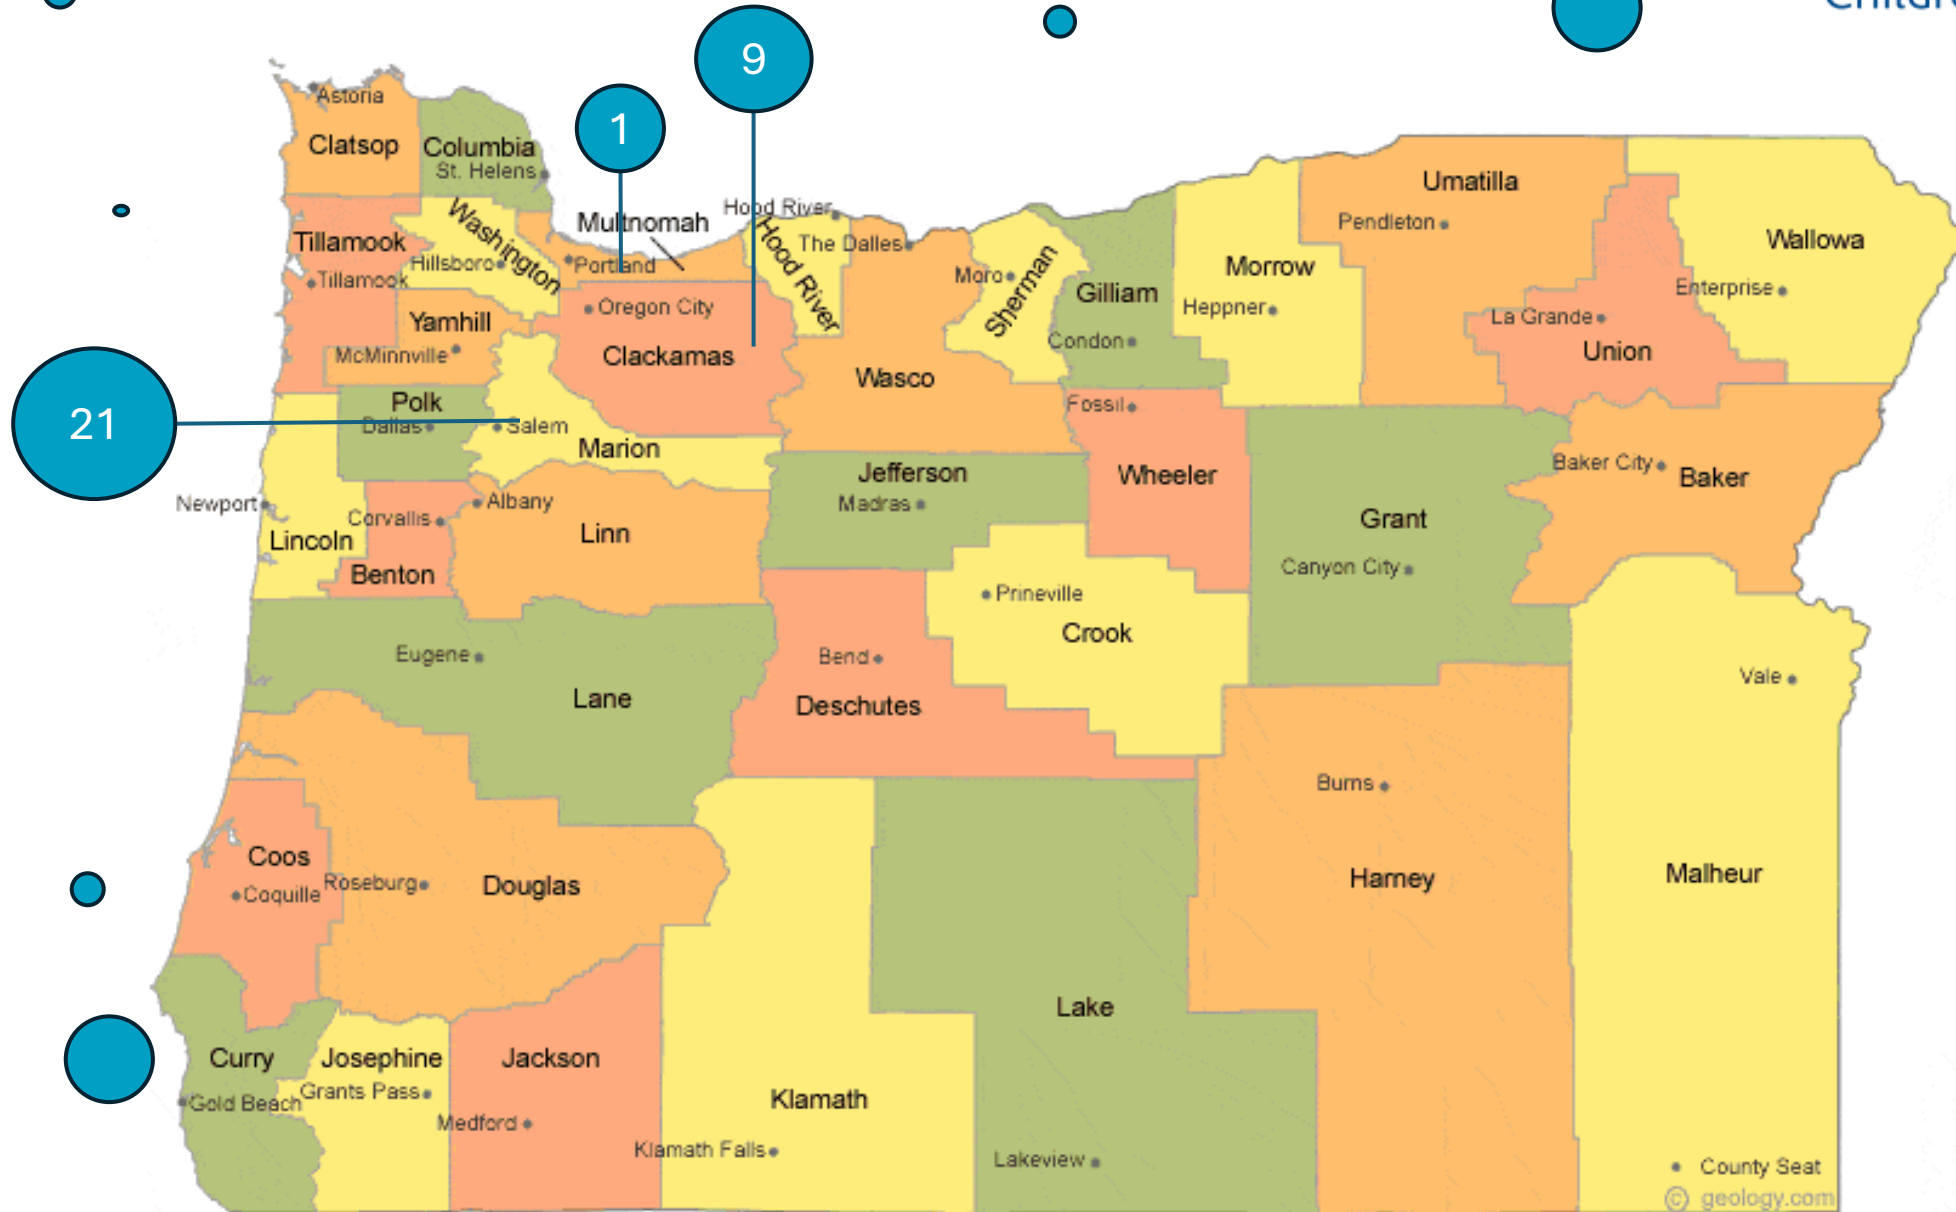 9
1
21
Astoria
Clatsop
Columbia
St. Helens
Washington
Multnomah
Hood River
Hood River
The Dalles
Portland
Tillamook
Hillsboro
Tillamook
Oregon City
Yamhill
McMinnville
Clackamas
Wasco
Moro
Sherman
Gilliam
Condon
Morrow
Heppner
Umatilla
Pendleton
Wallowa
Enterprise
La Grande
Union
Polk
Dallas
Salem
Marion
Fossil
Wheeler
Jefferson
Madras
Baker City
Baker
Newport
Lincoln
Corvallis
Benton
Albany
Linn
Grant
Canyon City
Prineville
Crook
Eugene
Lane
Bend
Deschutes
Vale
Burns
Harney
Malheur
Coos
Coquille
Roseburg
Douglas
Lake
Curry
Gold Beach
Josephine
Grants Pass
Jackson
Medford
Klamath
Klamath Falls
Lakeview
County Seat
© geology.com